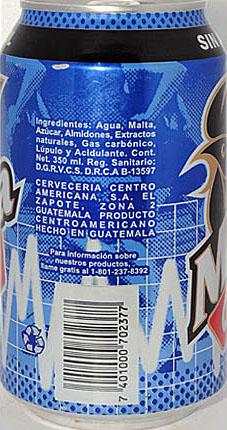 SIN
Ingredientes: Agua, Malta,
Azúcar, Almidones, Extractos
naturales, Gas carbónico,
Lúpulo y Acidulante. Cont.
Net. 350 ml. Reg. Sanitario:
D.G.R.V.C.S. D.R.C.A B-13597
CERVECERIA CENTRO
AMERICANA, S.A. EL
ZAPOTE, ZONA 2
GUATEMALA PRODUCTO
CENTROAMERICANO
HECHO EN GUATEMALA
Para información sobre
nuestros productos,
llame gratis al 1-801-237-8392
7 401000 702377